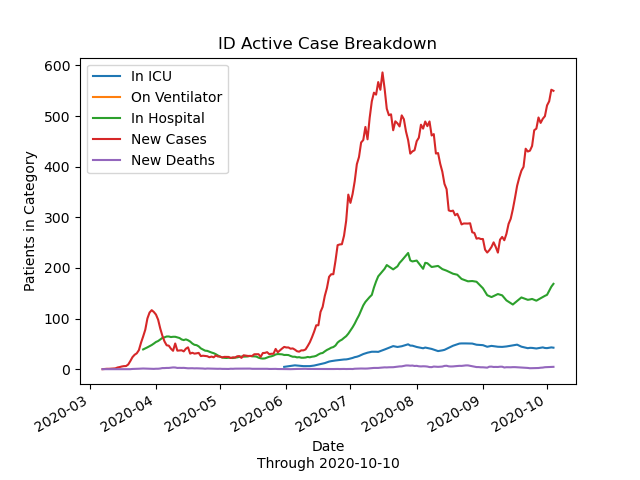 ID Active Case Breakdown
In ICU
On Ventilator
In Hospital
New Cases
New Deaths
Patients in Category
600
500
400
300
200
100
0
2020-03
2020-04
2020-05
2020-06
2020-07
2020-08
2020-09
2020-10
Date
Through 2020-10-10